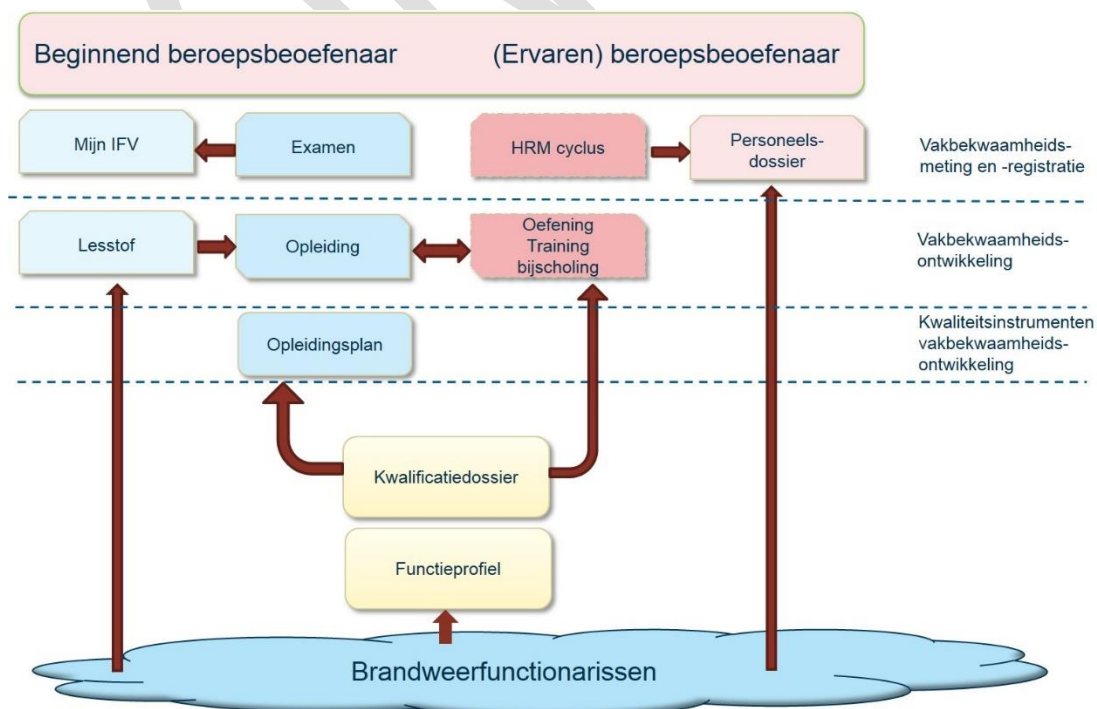 Beginnend beroepsbeoefenaar (Ervaren) beroepsbeoefenaar
Mijn IFV
Examen
HRM cyclus
Personeels-
dossier
Vakbekwaamheids-
meting en -registratie
Lesstof
Opleiding
Oefening
Training
bijscholing
Vakbekwaamheids-
ontwikkeling
Opleidingsplan
Kwaliteitsinstrumenten
vakbekwaamheids-
ontwikkeling
Kwalificatiedossier
Functieprofiel
Brandweerfunctionarissen